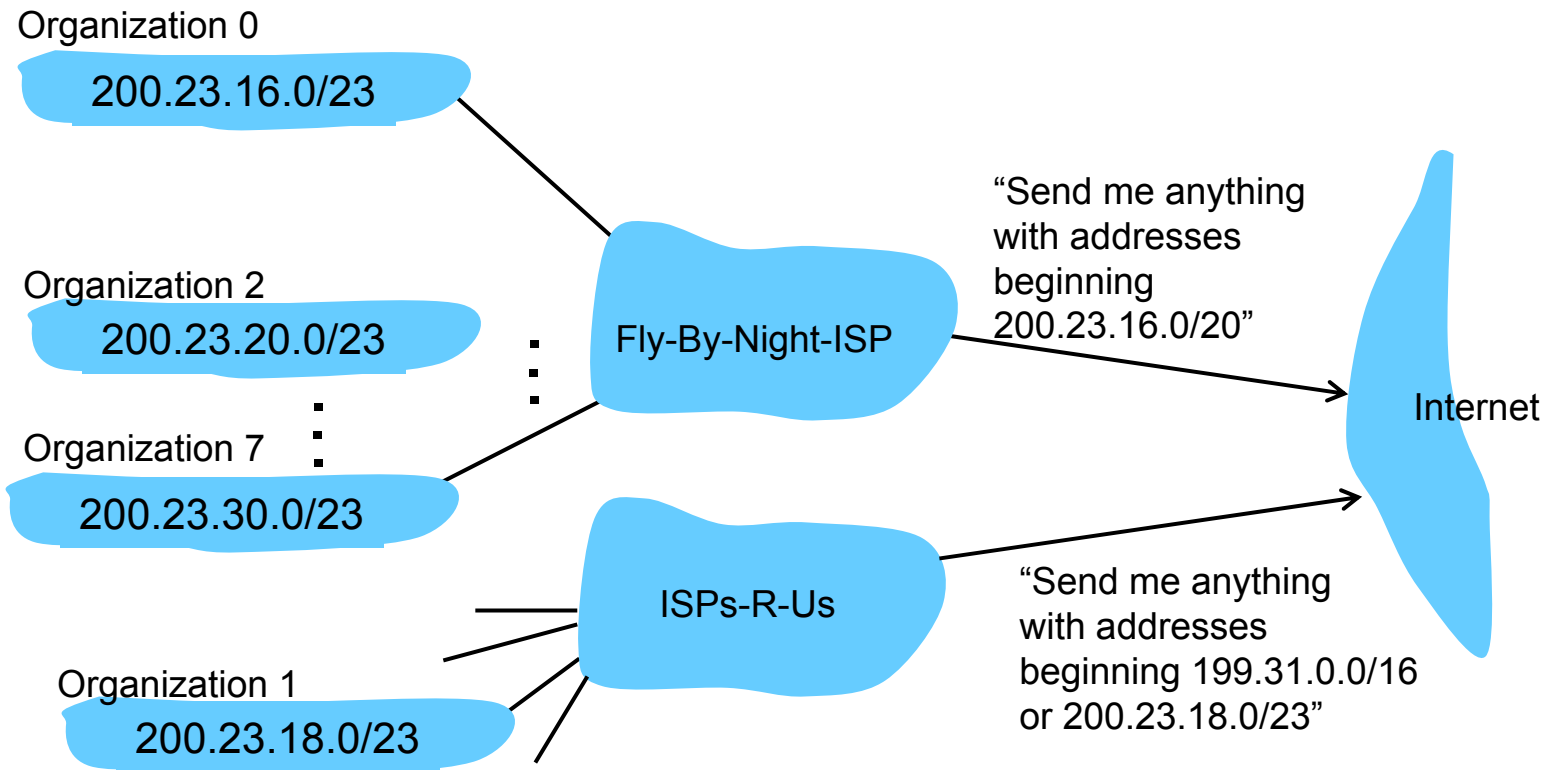 Organization 0
200.23.16.0/23
Organization 2
200.23.20.0/23
Organization 7
200.23.30.0/23
Fly-By-Night-ISP
“Send me anything
with addresses
beginning
200.23.16.0/20”
Internet
ISPs-R-Us
Organization 1
200.23.18.0/23
“Send me anything
with addresses
beginning 199.31.0.0/16
or 200.23.18.0/23”